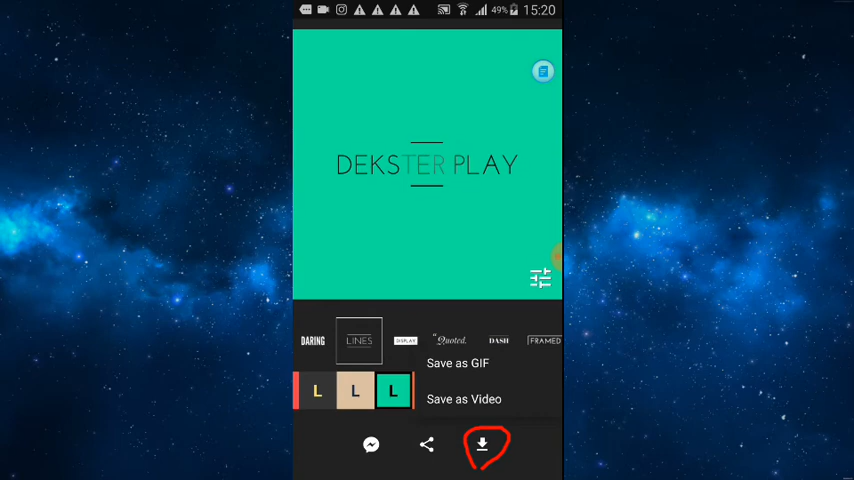 49% 15:20
DEKSTER PLAY
DARING LINES DISPLAY "Quoted. DASH FRAMED
Save as GIF
L L L
Save as Video